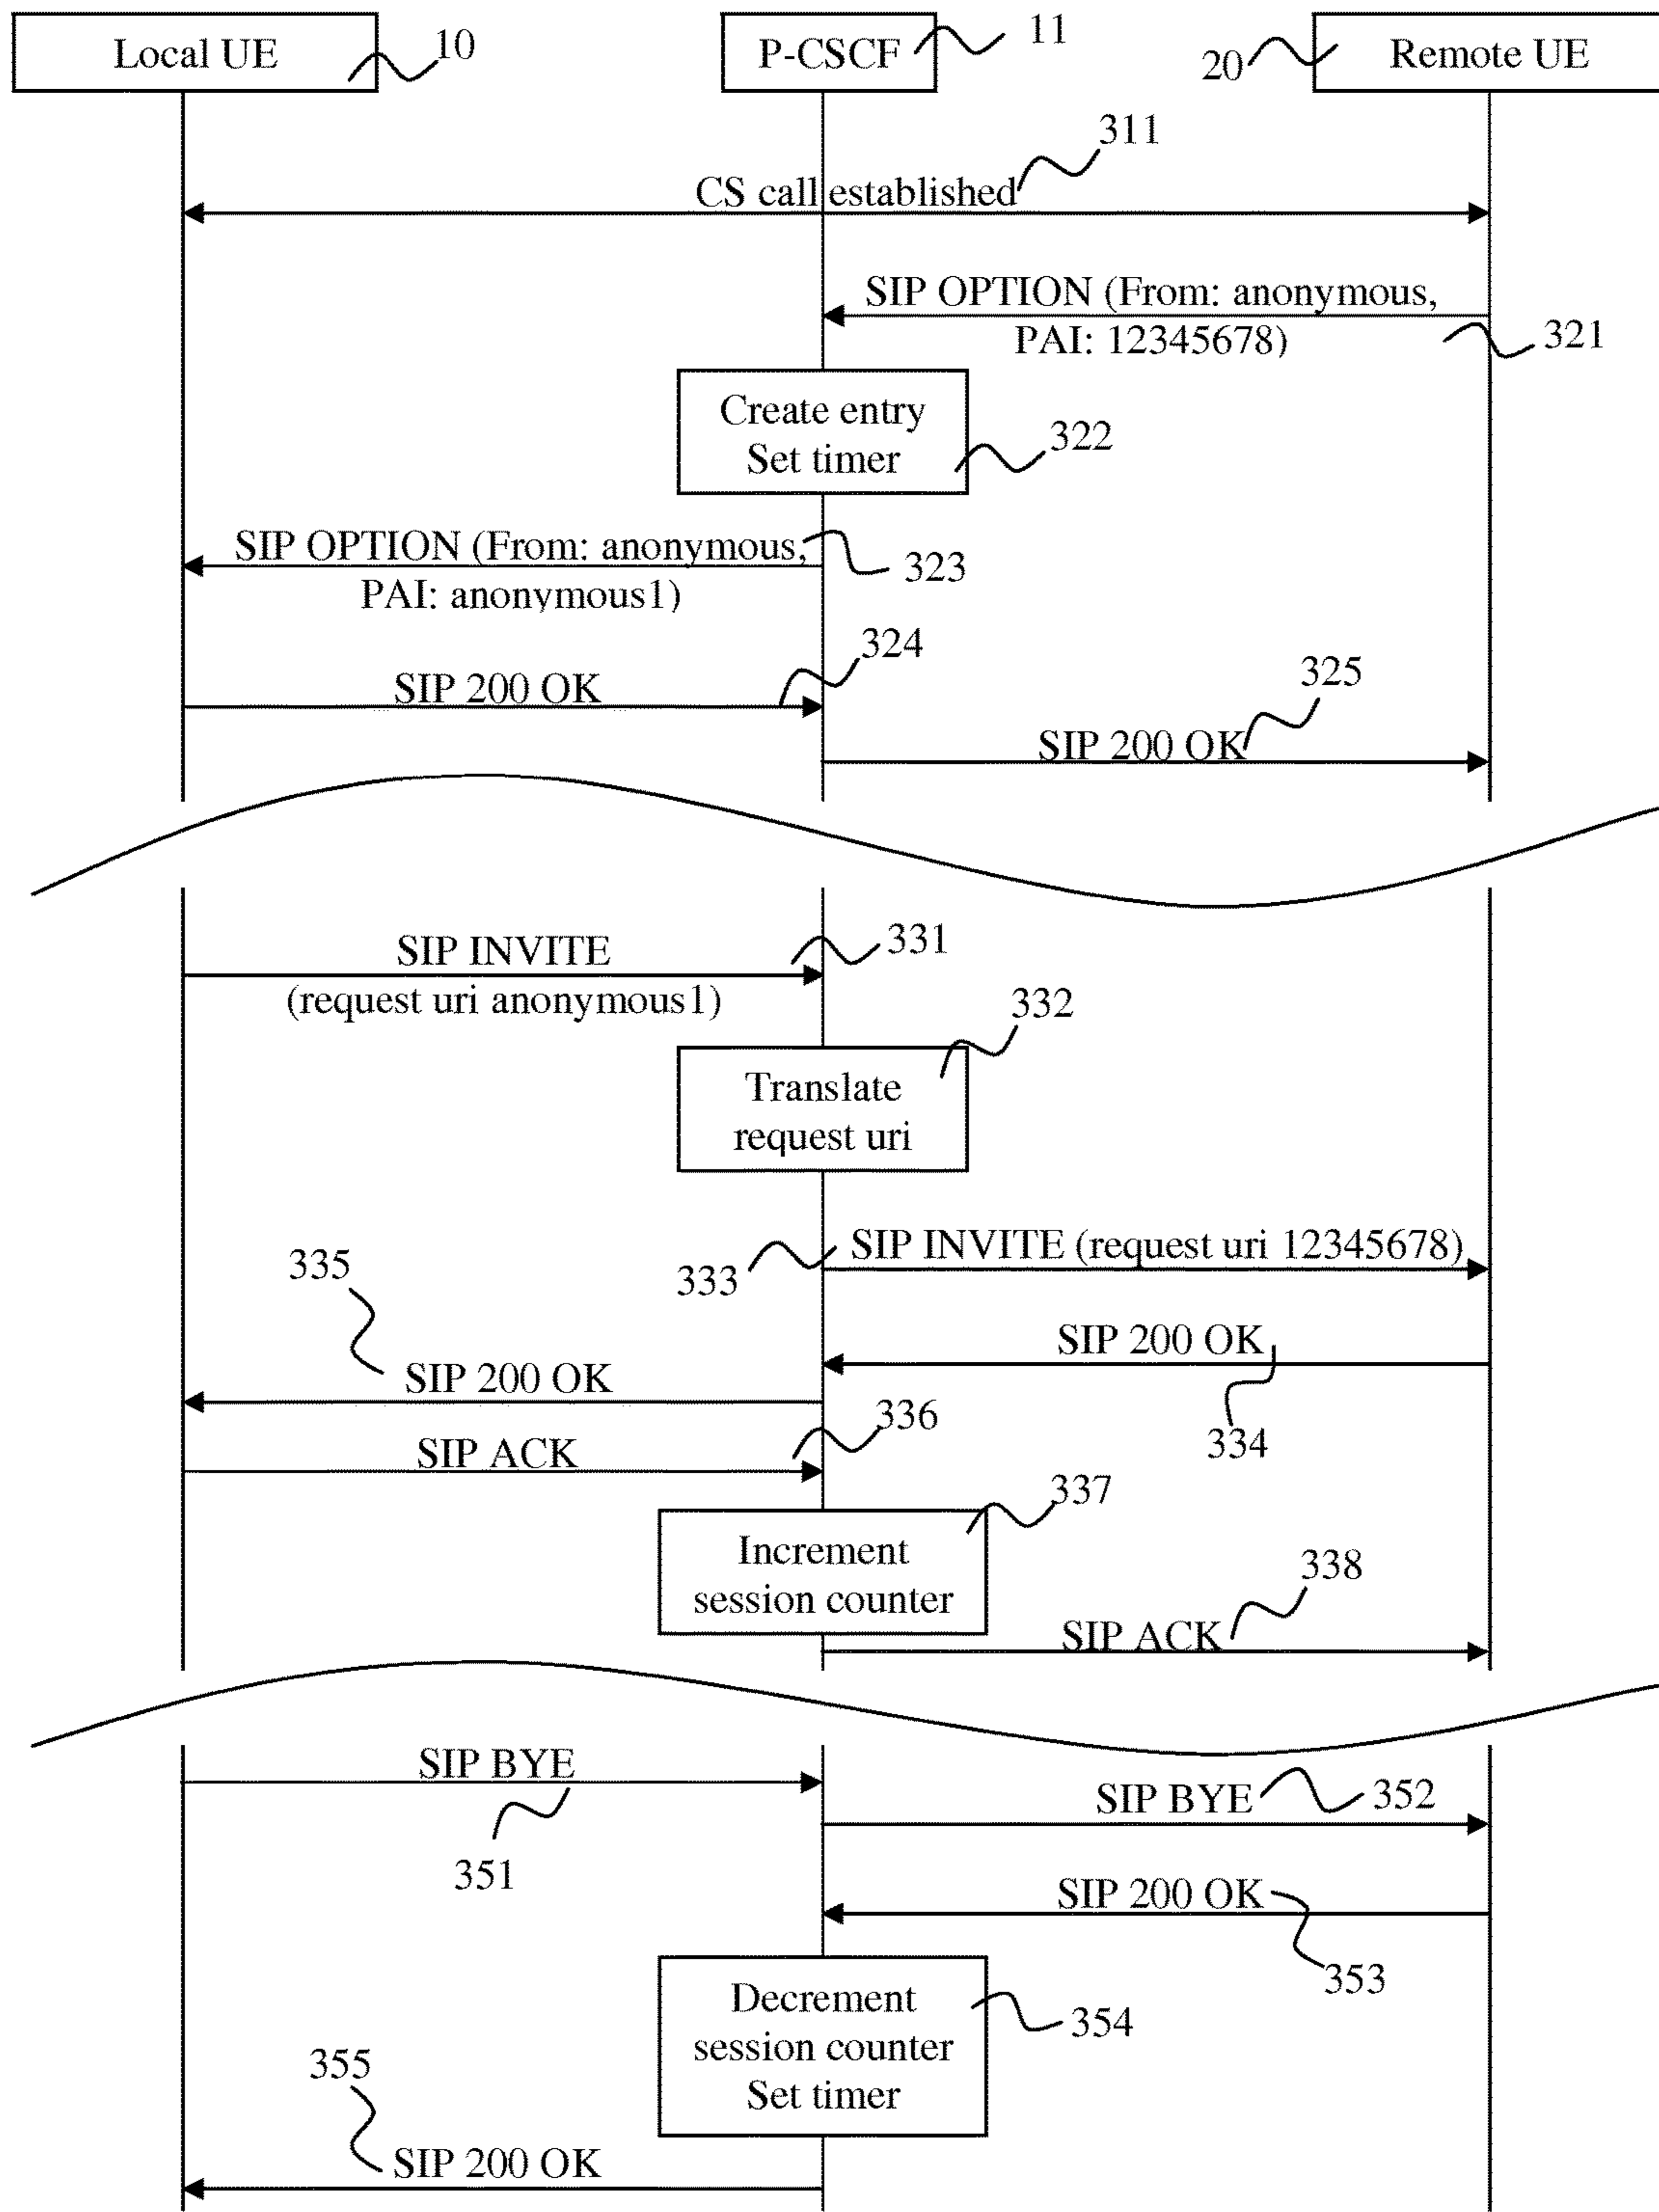 Local UE
10
P-CSCF
11
20
Remote UE
311
CS call established
SIP OPTION (From: anonymous,
PAI: 12345678)
321
Create entry
Set timer
322
SIP OPTION (From: anonymous,
PAI: anonymous1)
323
324
SIP 200 OK
325
SIP 200 OK
SIP INVITE
(request uri anonymous1)
331
332
Translate
request uri
333
SIP INVITE (request uri 12345678)
335
SIP 200 OK
334
SIP 200 OK
336
SIP ACK
337
Increment
session counter
338
SIP ACK
SIP BYE
351
SIP BYE
352
SIP 200 OK
353
Decrement
session counter
Set timer
354
355
SIP 200 OK